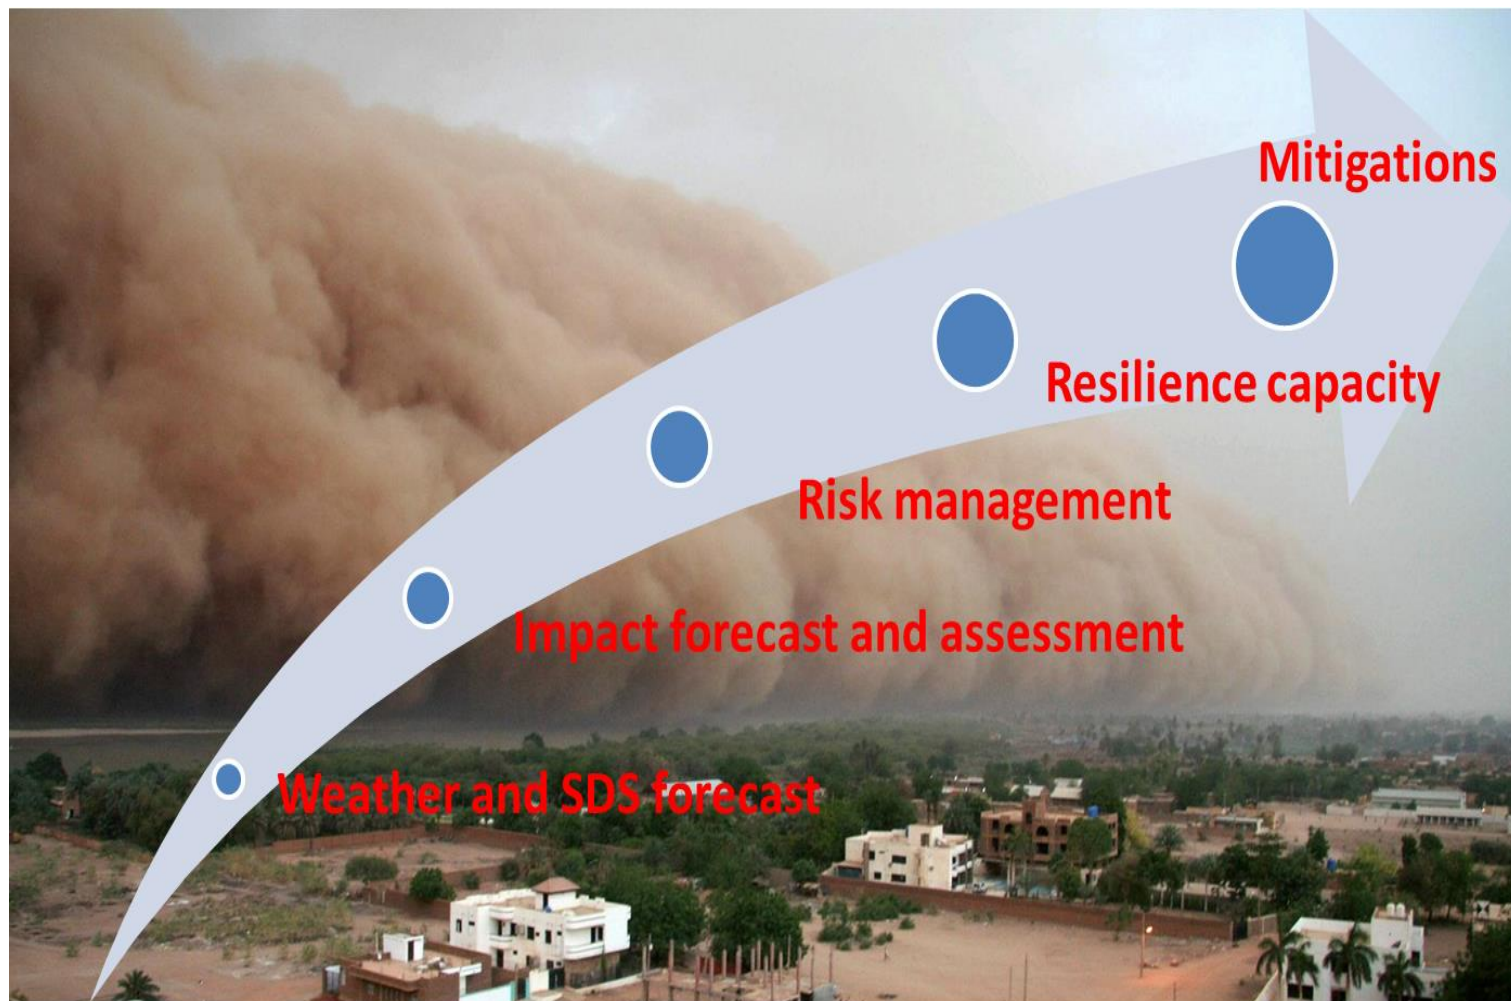 Mitigations
Resilience capacity
Risk management
Impact forecast and assessment
Weather and SDS forecast